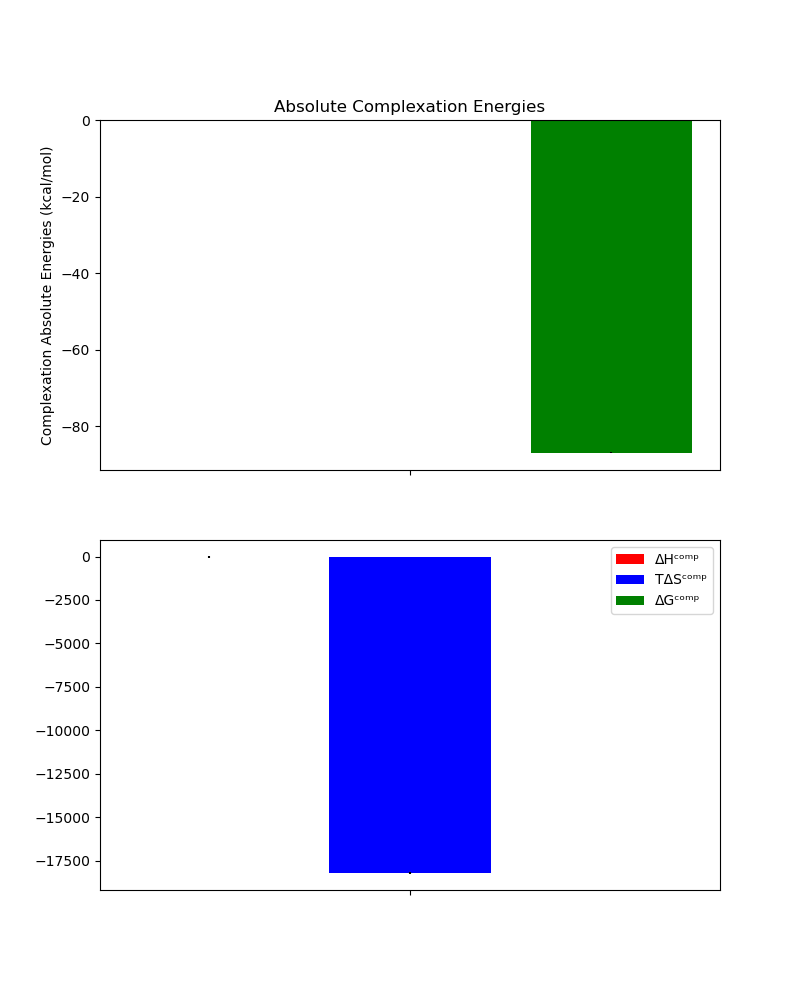 Absolute Complexation Energies
Complexation Absolute Energies (kcal/mol)
0
−20
−40
−60
−80
0
−2500
−5000
−7500
−10000
−12500
−15000
−17500
ΔHᶜᵒᵐᵖ
TΔSᶜᵒᵐᵖ
ΔGᶜᵒᵐᵖ